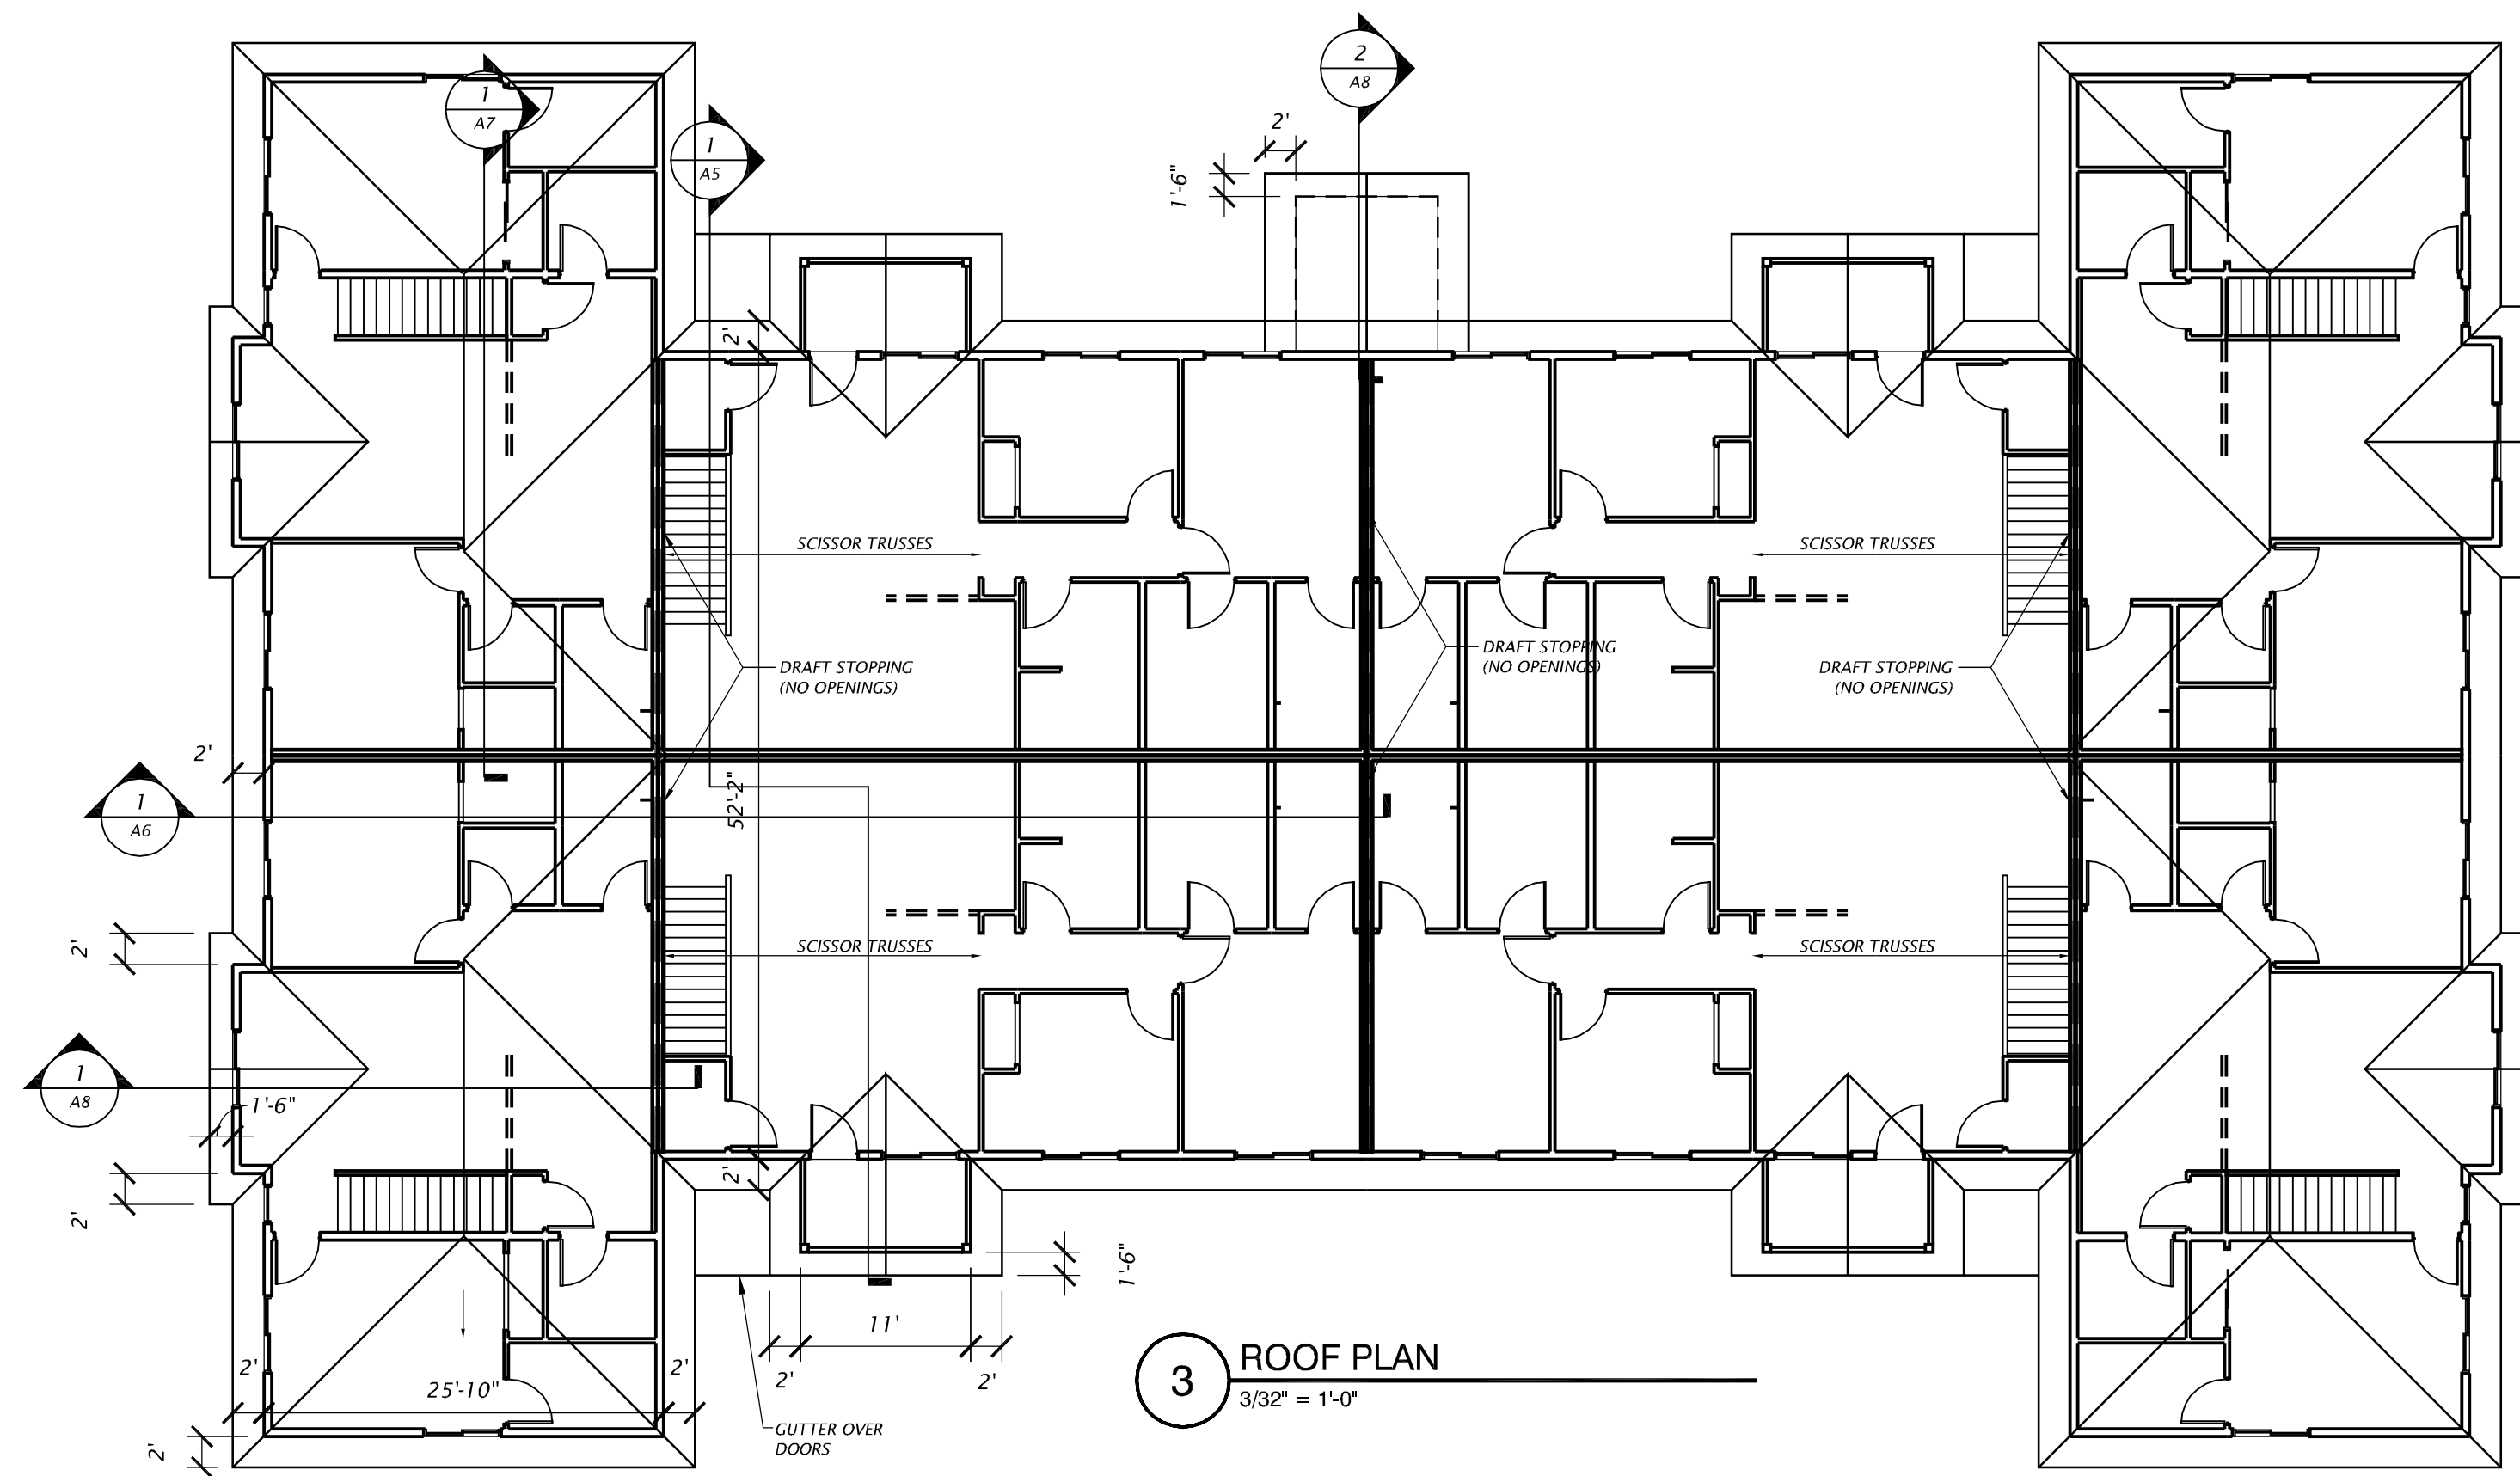 2
A8
1
A7
2'
1
A5
1'-6"
2'
SCISSOR TRUSSES
SCISSOR TRUSSES
DRAFT STOPPING
(NO OPENINGS)
DRAFT STOPPING
(NO OPENINGS)
DRAFT STOPPING
(NO OPENINGS)
2'
1
A6
52'-2"
2'
SCISSOR TRUSSES
SCISSOR TRUSSES
1
A8
1'-6"
2'
2'
1'-6"
11'
2'
2'
2'
25'-10"
2'
2'
GUTTER OVER
DOORS
3
ROOF PLAN
3/32" = 1'-0"